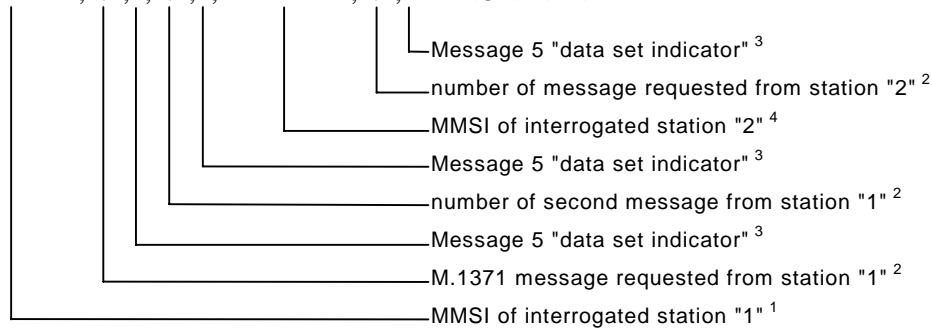 Message 5 "data set indicator" 3
number of message requested from station "2" 2
MMSI of interrogated station "2" 4
Message 5 "data set indicator" 3
number of second message from station "1" 2
Message 5 "data set indicator" 3
M.1371 message requested from station "1" 2
MMSI of interrogated station "1" 1